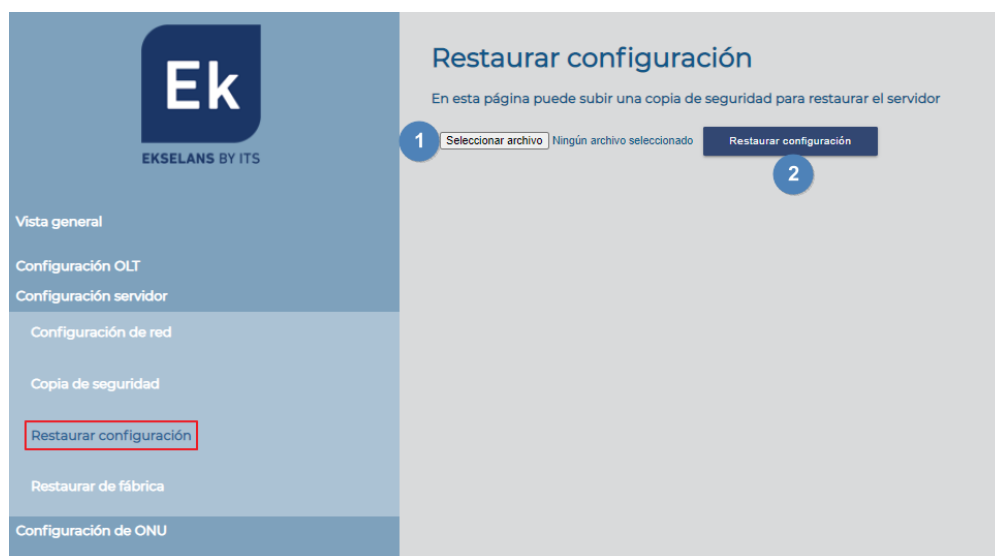 Ek
EKSELANS BY ITS
Vista general
Configuración OLT
Configuración servidor
Configuración de red
Copia de seguridad
Restaurar configuración
Restaurar de fábrica
Configuración de ONU
Restaurar configuración
En esta página puede subir una copia de seguridad para restaurar el servidor
1 Seleccionar archivo Ningún archivo seleccionado Restaurar configuración
2